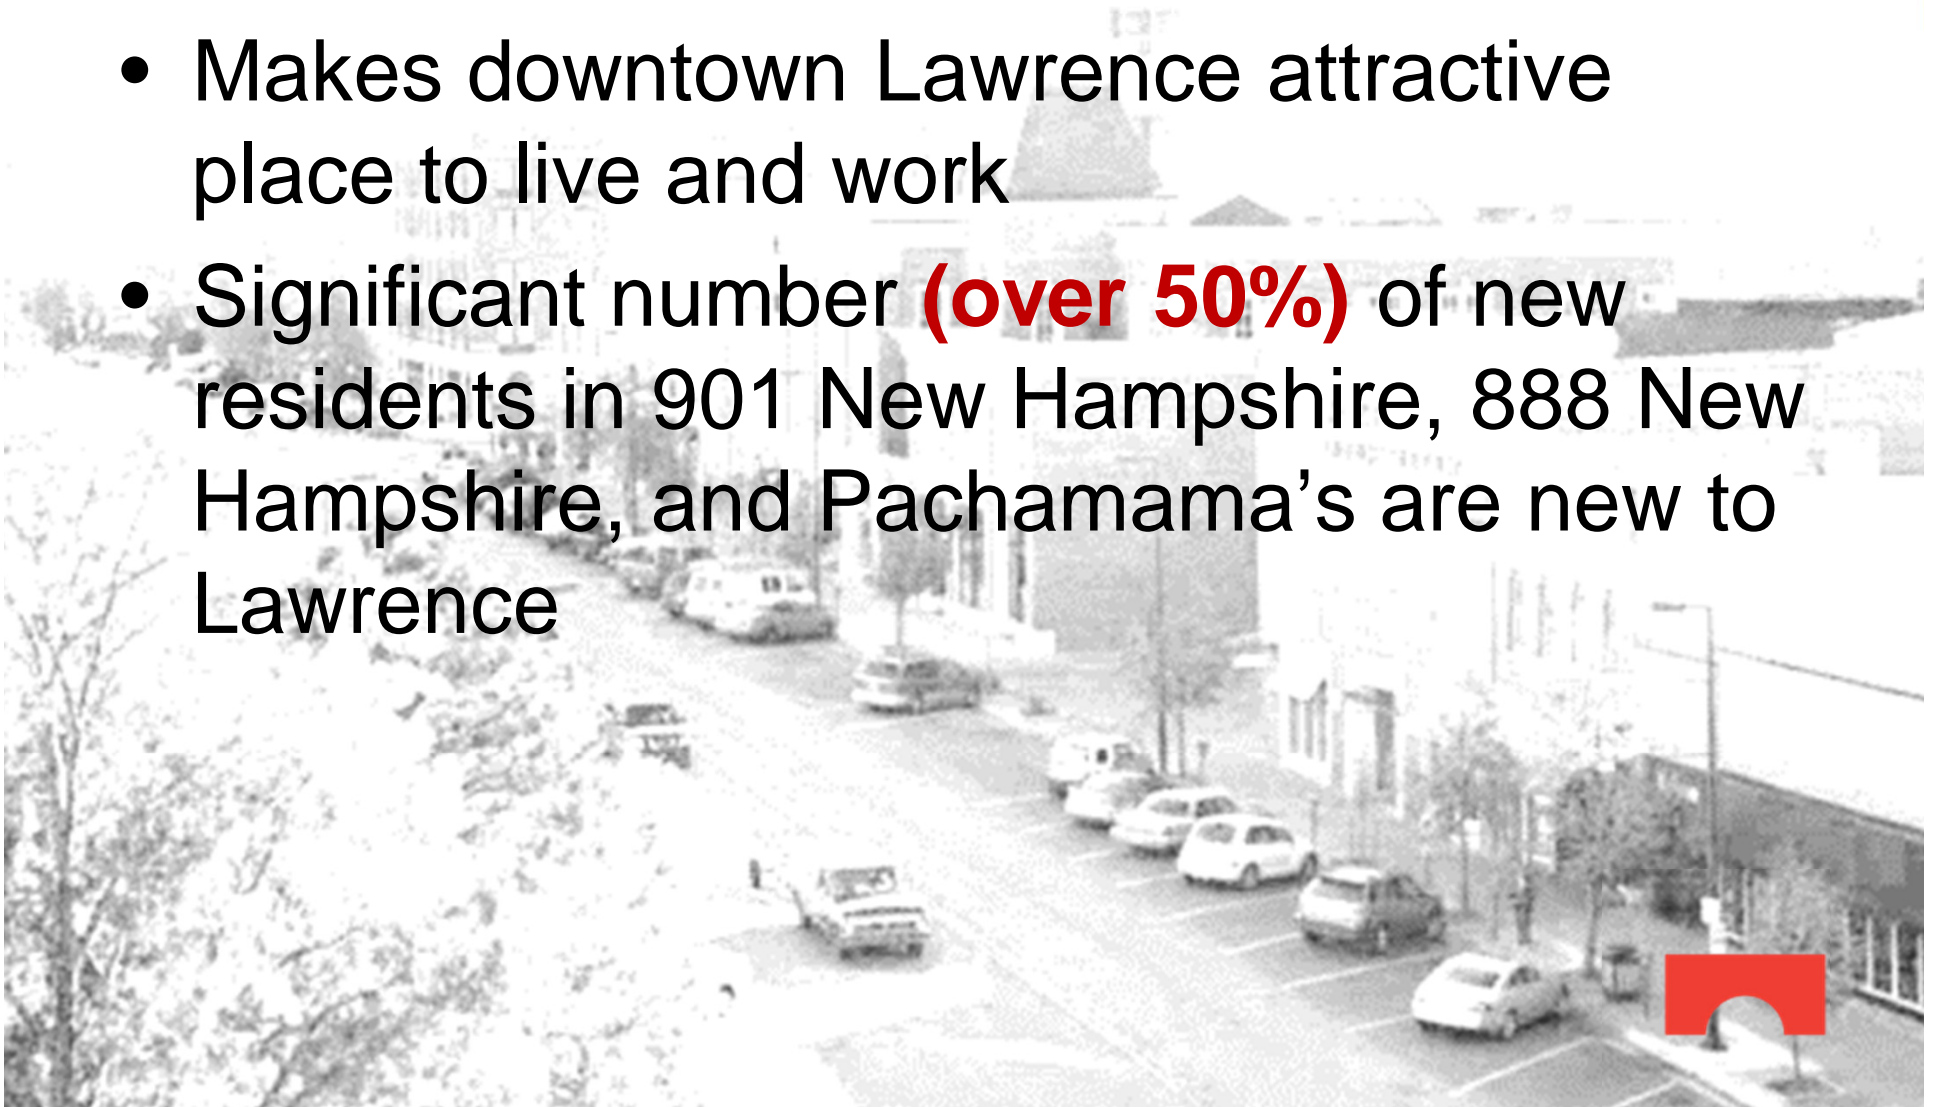 • Makes downtown Lawrence attractive
place to live and work
• Significant number (over 50%) of new
residents in 901 New Hampshire, 888 New
Hampshire, and Pachamama’s are new to
Lawrence